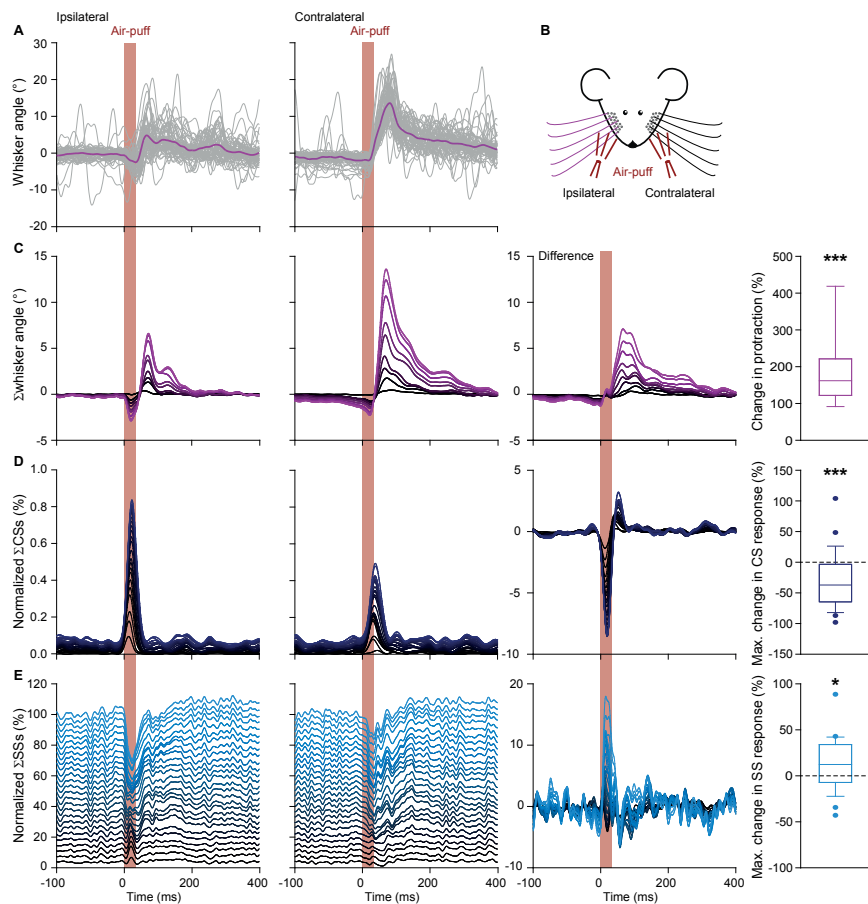 Ipsilateral
Contralateral
A
Air-puff
Air-puff
B
Whisker angle (°)
30
20
10
0
-10
-20
Air-puff
Ipsilateral
Contralateral
C
Σwhisker angle (°)
15
10
5
0
-5
Difference
15
10
5
0
-5
Change in protraction (%)
500
400
300
200
100
0
***
D
Normalized ΣCSs (%)
1.0
0.8
0.6
0.4
0.2
0.0
5
0
-5
-10
Max. change in CS response (%)
150
100
50
0
-50
-100
-150
***
E
Normalized ΣSSs (%)
120
100
80
60
40
20
0
20
10
0
-10
Max. change in SS response (%)
100
50
0
-50
-100
*
-100 0 400
-100 0 400
-100 0 400
Time (ms)
Time (ms)
Time (ms)